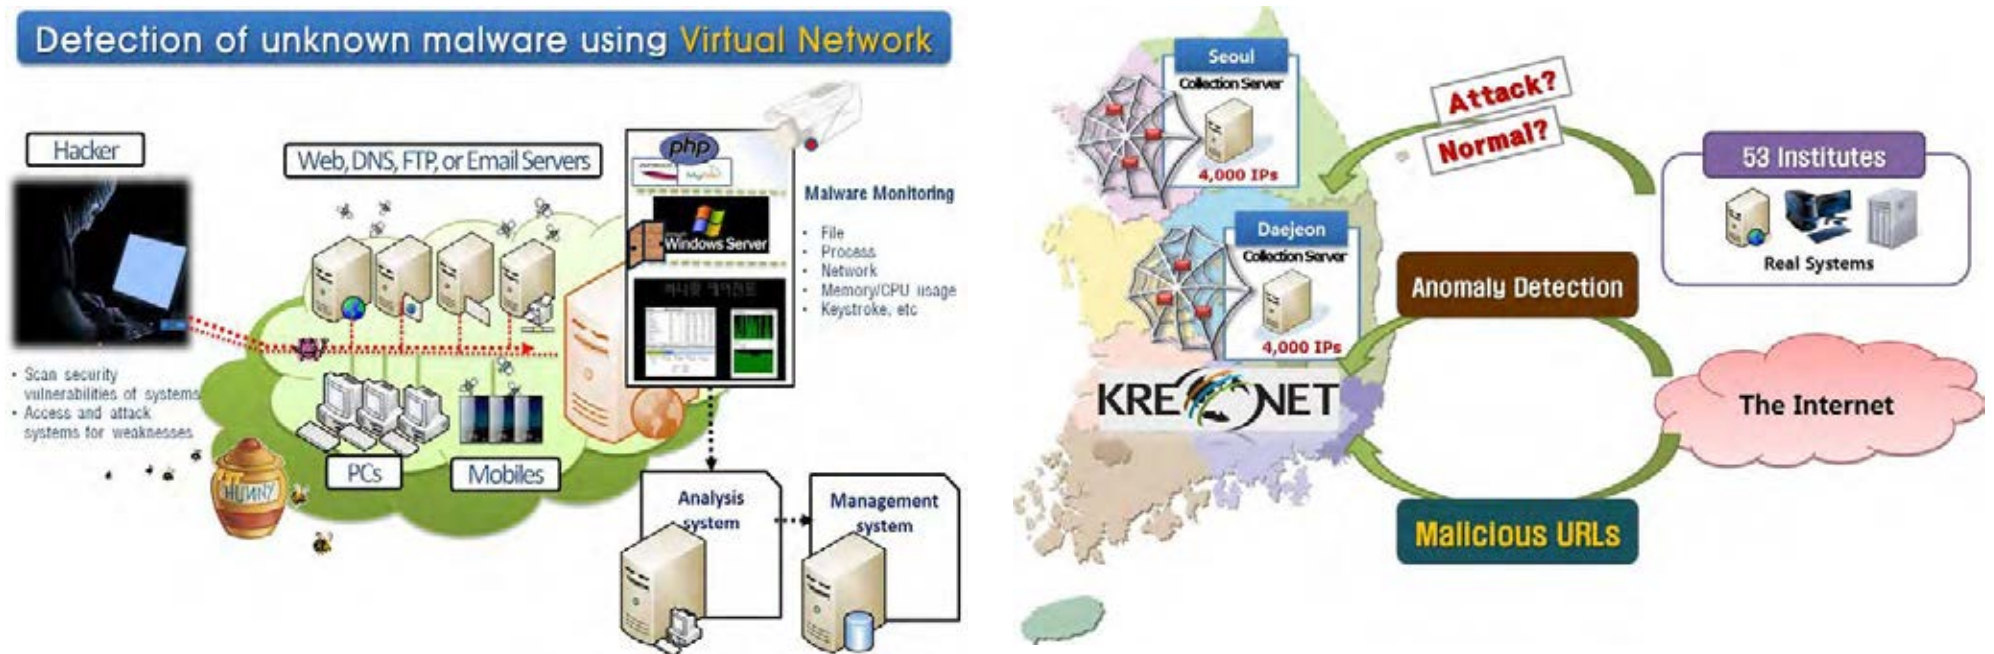 Detection of unknown malware using Virtual Network
Hacker
Web, DNS, FTP, or Email Servers
php
Windows Server
Malware Monitoring
• File
• Process
• Network
• Memory/CPU usage
• Keystroke, etc
• Scan security
vulnerabilities of systems
• Access and attack
systems for weaknesses
HUNNY
PCs
Mobiles
Analysis
system
Management
system
Seoul
Collection Server
4,000 IPs
Daejeon
Collection Server
4,000 IPs
KREONET
Attack?
Normal?
53 Institutes
Real Systems
Anomaly Detection
The Internet
Malicious URLs